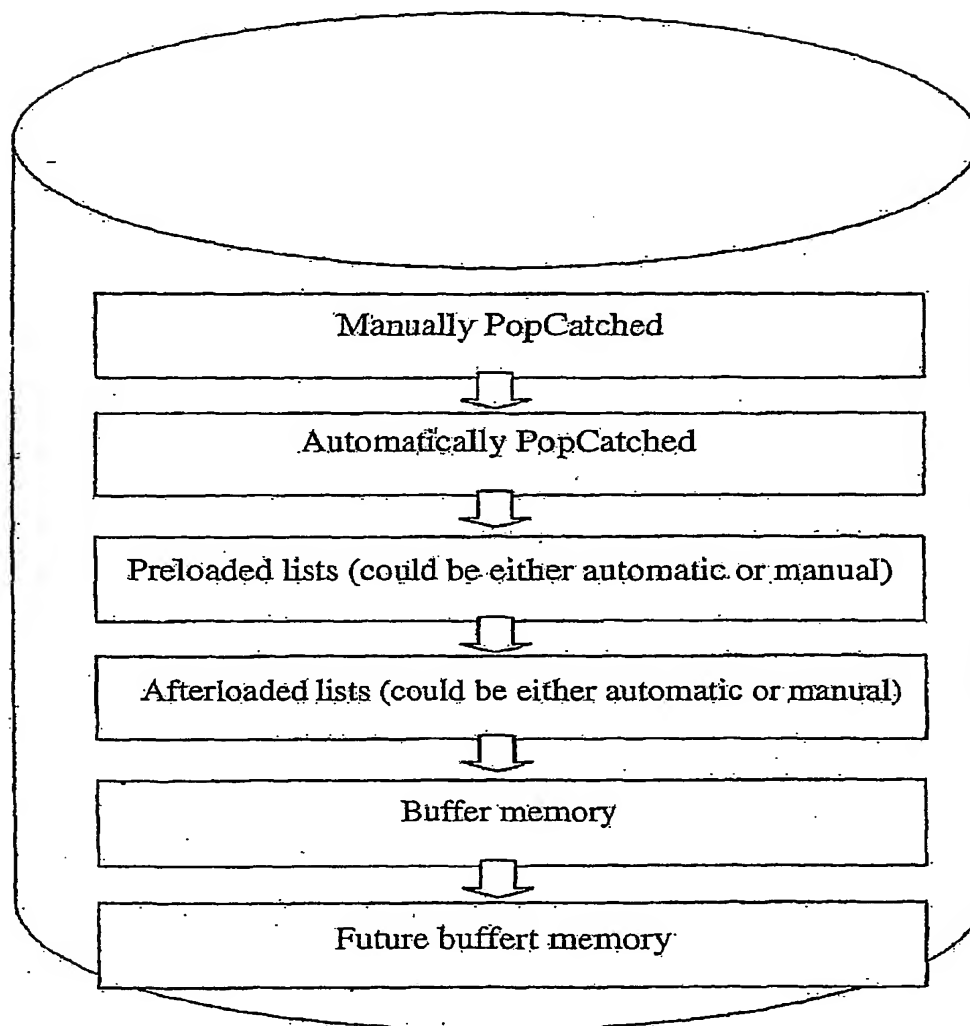 Manually PopCatched
Automatically PopCatched
Preloaded lists (could be either automatic or manual)
Afterloaded lists (could be either automatic or manual)
Buffer memory
Future buffert memory